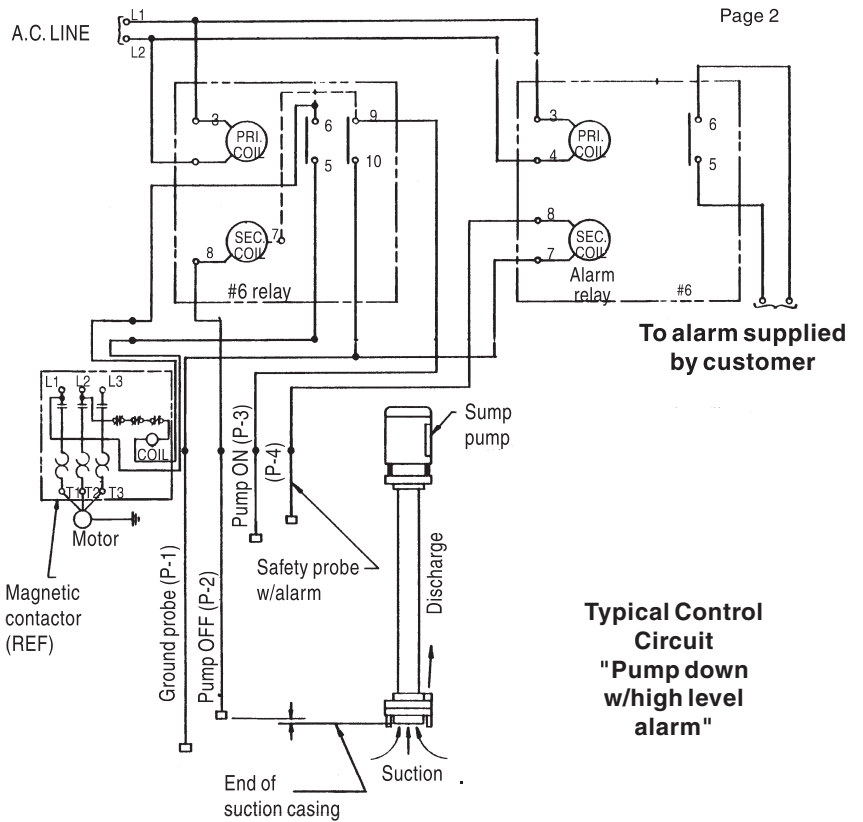 Page 2
A.C. LINE
L1
L2
3
PRI.
COIL
6
5
9
10
SEC.
COIL
7
8
#6 relay
3
4
PRI.
COIL
8
7
SEC.
COIL
Alarm
relay
6
5
#6
To alarm supplied
by customer
L1 L2 L3
COIL
T1 T2 T3
Motor
Magnetic
contactor
(REF)
Ground probe (P-1)
Pump OFF (P-2)
Pump ON (P-3)
(P-4)
Safety probe
w/alarm
Sump
pump
Discharge
Suction
End of
suction casing
Typical Control
Circuit
"Pump down
w/high level
alarm"